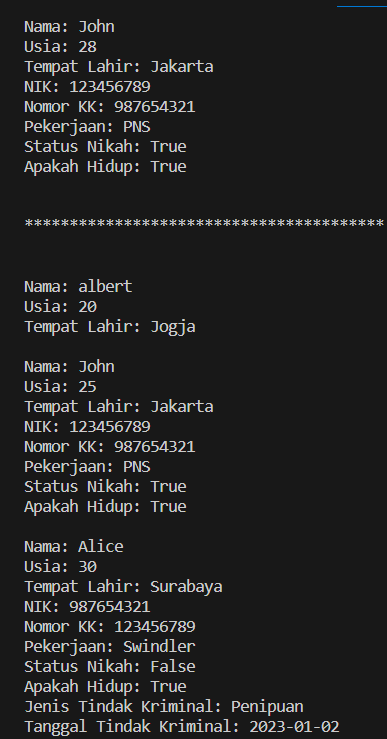 Nama: John
Usia: 28
Tempat Lahir: Jakarta
NIK: 123456789
Nomor KK: 987654321
Pekerjaan: PNS
Status Nikah: True
Apakah Hidup: True
****************************************
Nama: albert
Usia: 20
Tempat Lahir: Jogja
Nama: John
Usia: 25
Tempat Lahir: Jakarta
NIK: 123456789
Nomor KK: 987654321
Pekerjaan: PNS
Status Nikah: True
Apakah Hidup: True
Nama: Alice
Usia: 30
Tempat Lahir: Surabaya
NIK: 987654321
Nomor KK: 123456789
Pekerjaan: Swindler
Status Nikah: False
Apakah Hidup: True
Jenis Tindak Kriminal: Penipuan
Tanggal Tindak Kriminal: 2023-01-02